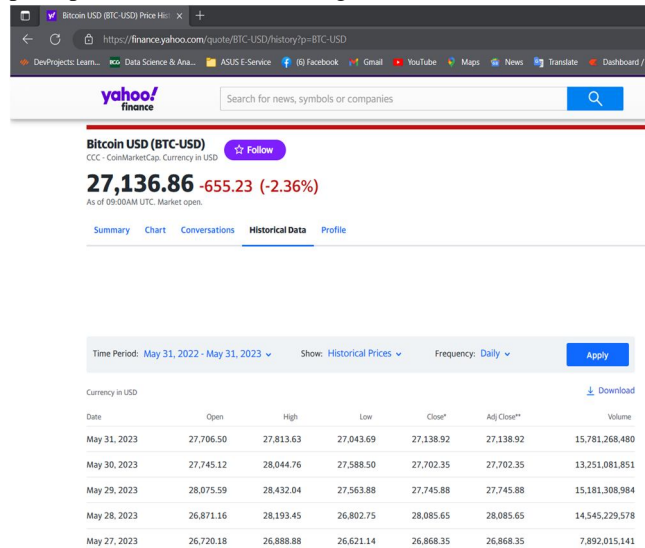 Bitcoin USD (BTC-USD) Price His
https://finance.yahoo.com/quote/BTC-USD/history?p=BTC-USD
DevProjects: Learn... BCG Data Science & Ana... ASUS E-Service (6) Facebook Gmail YouTube Maps News Translate Dashboard /
yahoo! finance
Search for news, symbols or companies
Bitcoin USD (BTC-USD)
Follow
CCC - CoinMarketCap. Currency in USD
27,136.86 -655.23 (-2.36%)
As of 09:00AM UTC. Market open.
Summary Chart Conversations Historical Data Profile
Time Period: May 31, 2022 - May 31, 2023 Show: Historical Prices Frequency: Daily Apply
Currency in USD Download
Date Open High Low Close* Adj Close** Volume
May 31, 2023 27,706.50 27,813.63 27,043.69 27,138.92 27,138.92 15,781,268,480
May 30, 2023 27,745.12 28,044.76 27,588.50 27,702.35 27,702.35 13,251,081,851
May 29, 2023 28,075.59 28,432.04 27,563.88 27,745.88 27,745.88 15,181,308,984
May 28, 2023 26,871.16 28,193.45 26,802.75 28,085.65 28,085.65 14,545,229,578
May 27, 2023 26,720.18 26,888.88 26,621.14 26,868.35 26,868.35 7,892,015,141